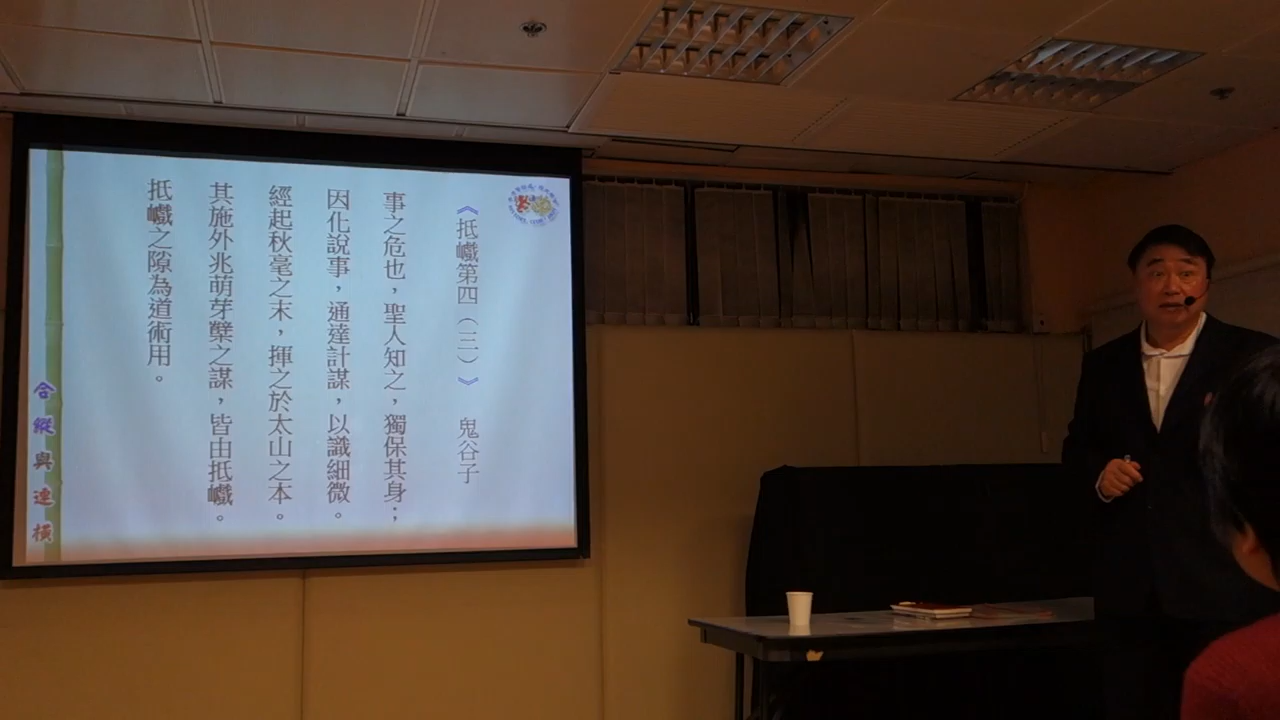 《抵巇第四（三）》 鬼谷子
事之危也，聖人知之，獨保其身；
因化說事，通達計謀，以識細微。
經起秋毫之末，揮之於太山之本。
其施外兆萌芽櫱之謀，皆由抵巇。
抵巇之隙為道術用。
合縱與連橫